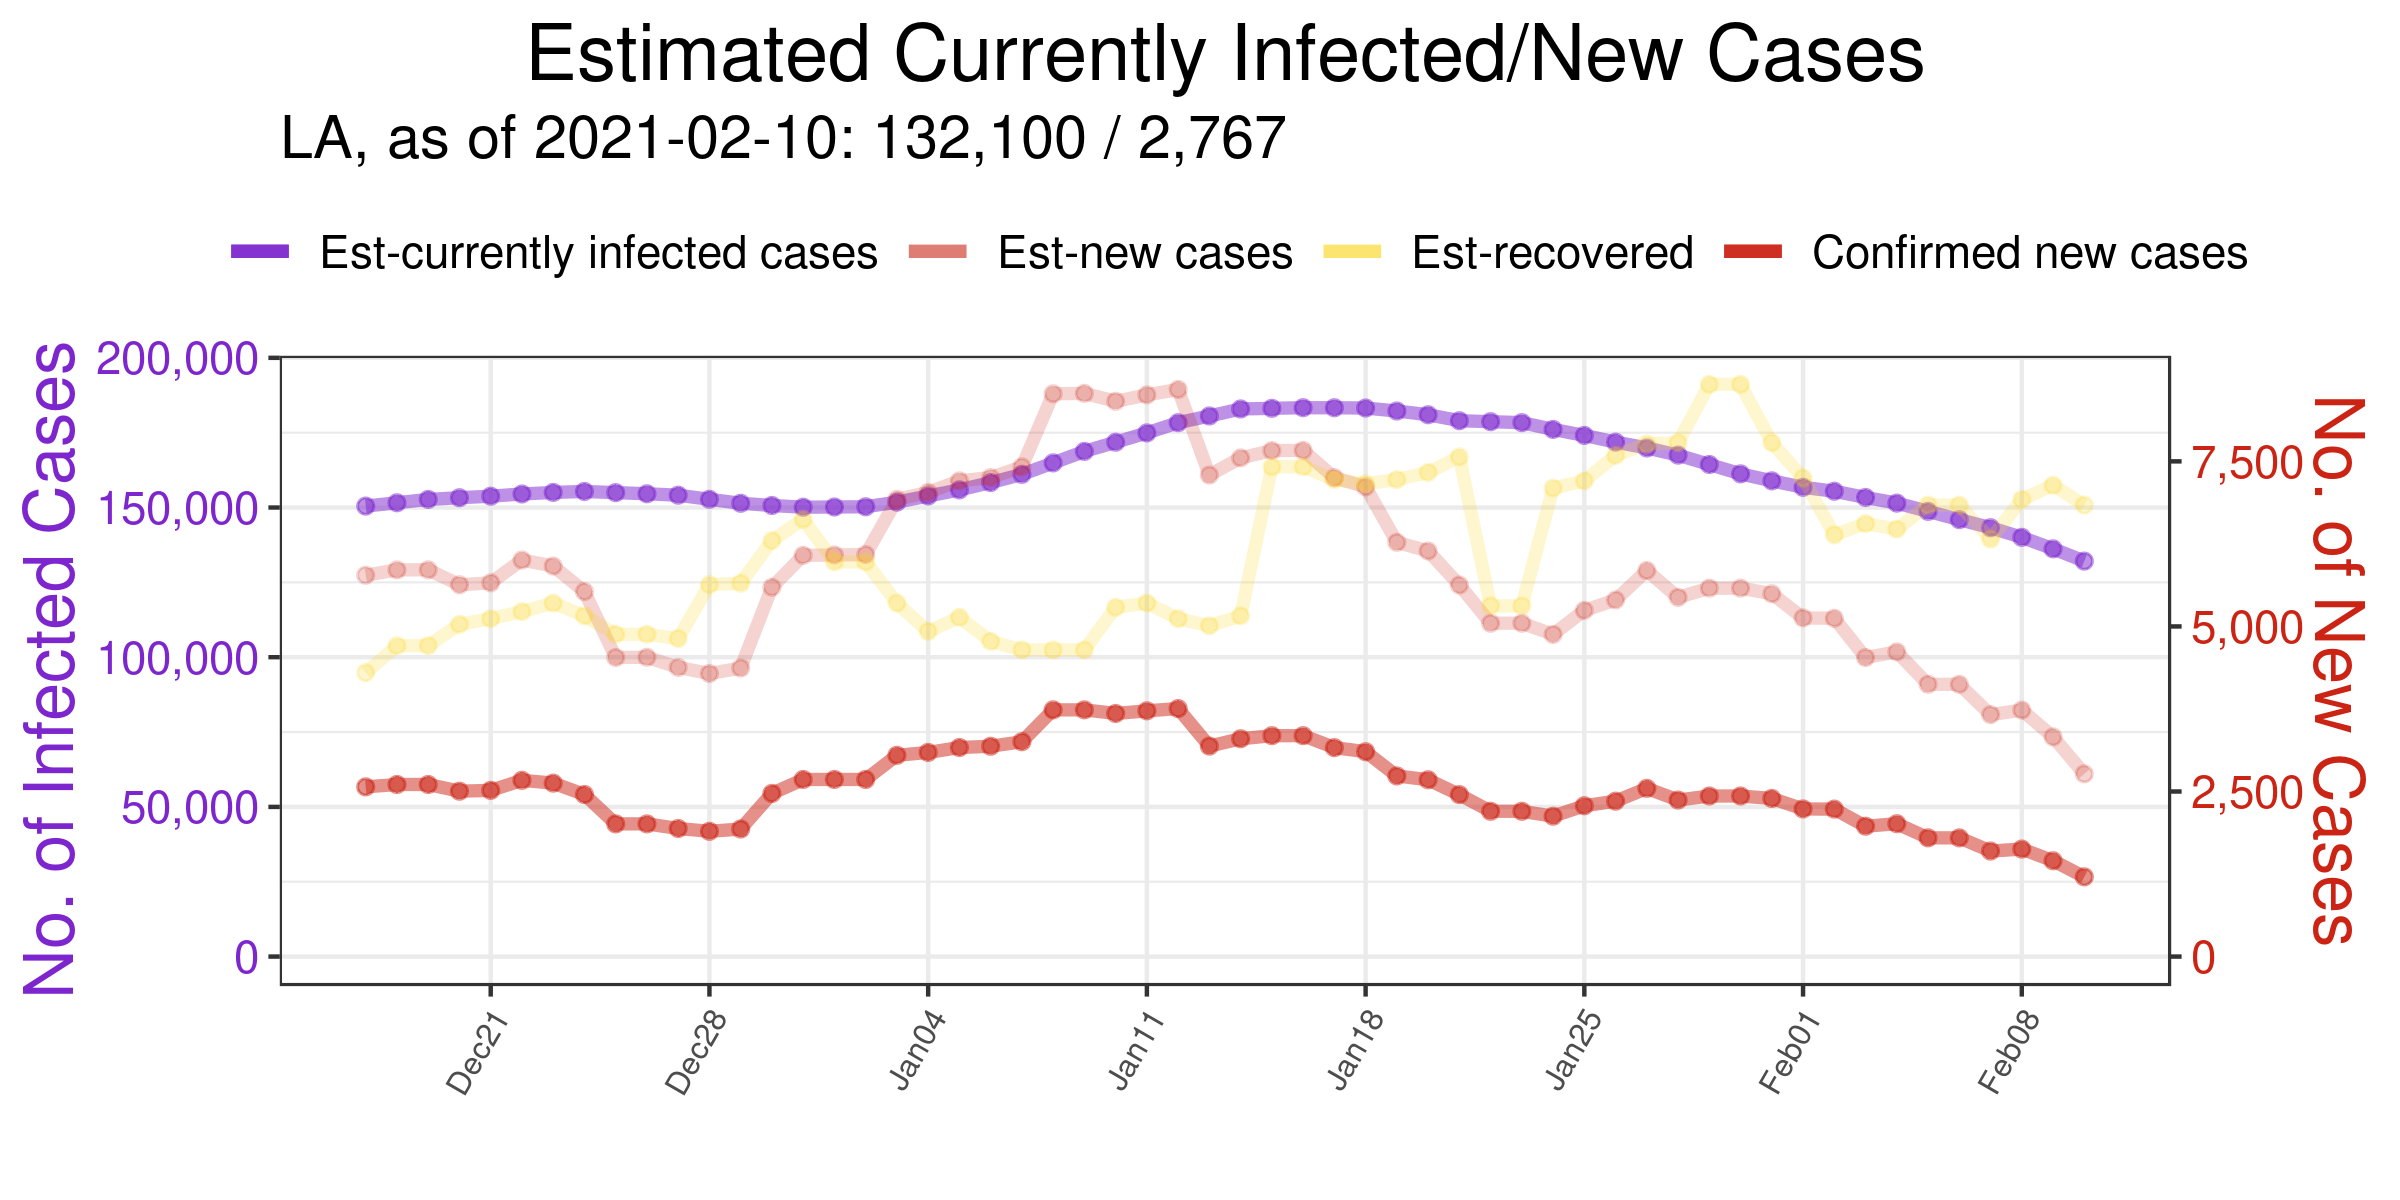 Estimated Currently Infected/New Cases
LA, as of 2021-02-10: 132,100 / 2,767
Est-currently infected cases Est-new cases Est-recovered Confirmed new cases
No. of Infected Cases
200,000
150,000
100,000
50,000
0
7,500
5,000
2,500
0
No. of New Cases
Dec21 Dec28 Jan04 Jan11 Jan18 Jan25 Feb01 Feb08